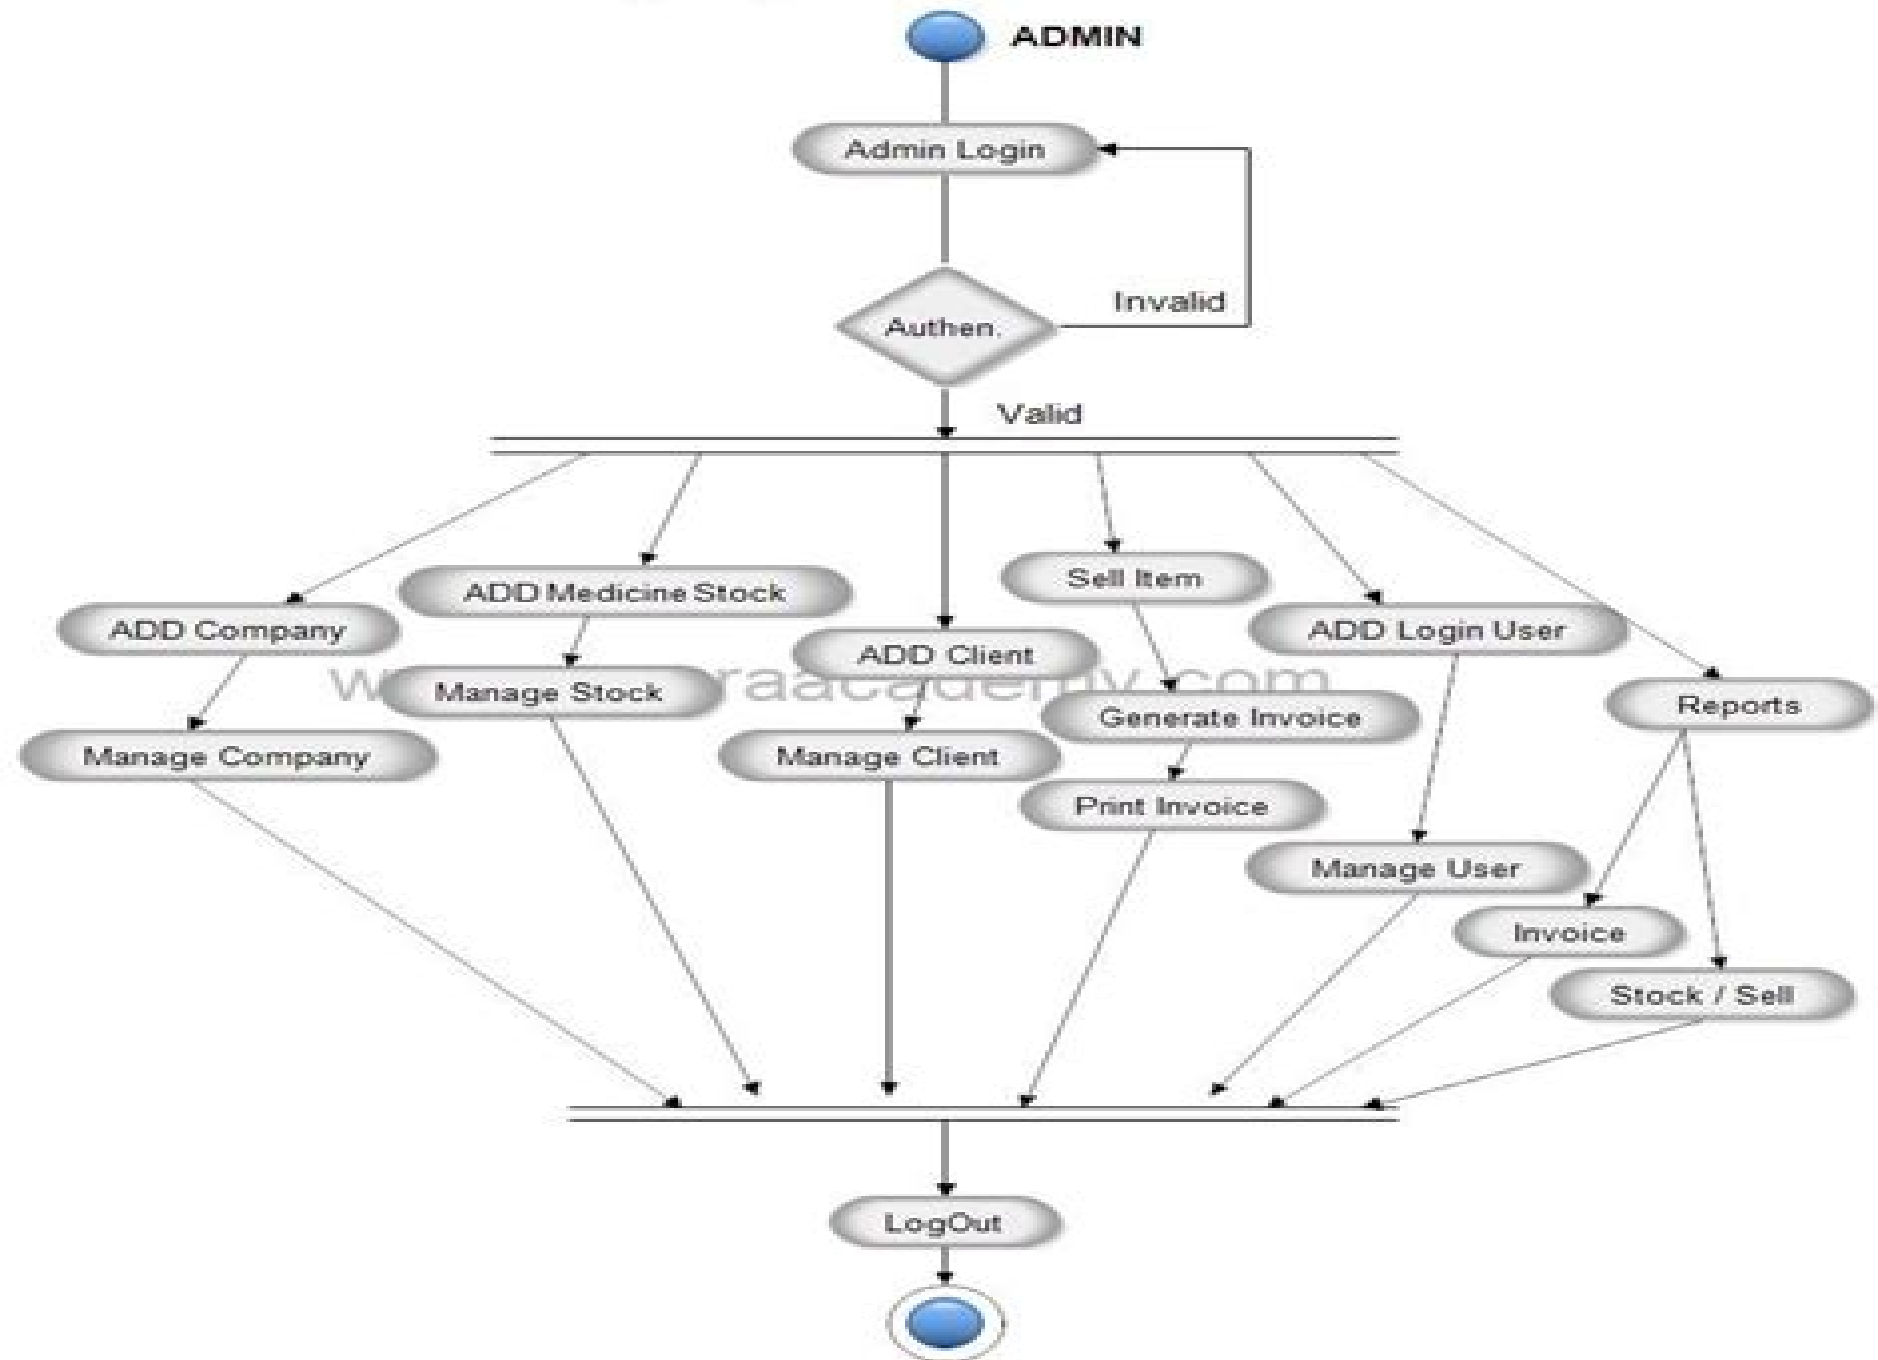 ADMIN
Admin Login
Invalid
Authen.
Valid
Sell Item
ADD Medicine Stock
ADD Company
ADD Login User
ADD Client
Manage Stock
Reports
Generate Invoice
Manage Company
Manage Client
Print Invoice
Manage User
Invoice
Stock / Sell
LogOut